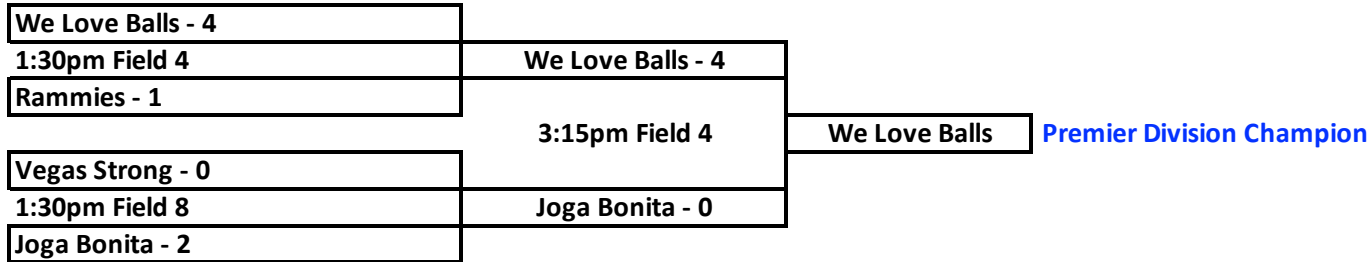 We Love Balls - 4
1:30pm Field 4
We Love Balls - 4
Rammies - 1
3:15pm Field 4
We Love Balls
Premier Division Champion
Vegas Strong - 0
1:30pm Field 8
Joga Bonita - 0
Joga Bonita - 2